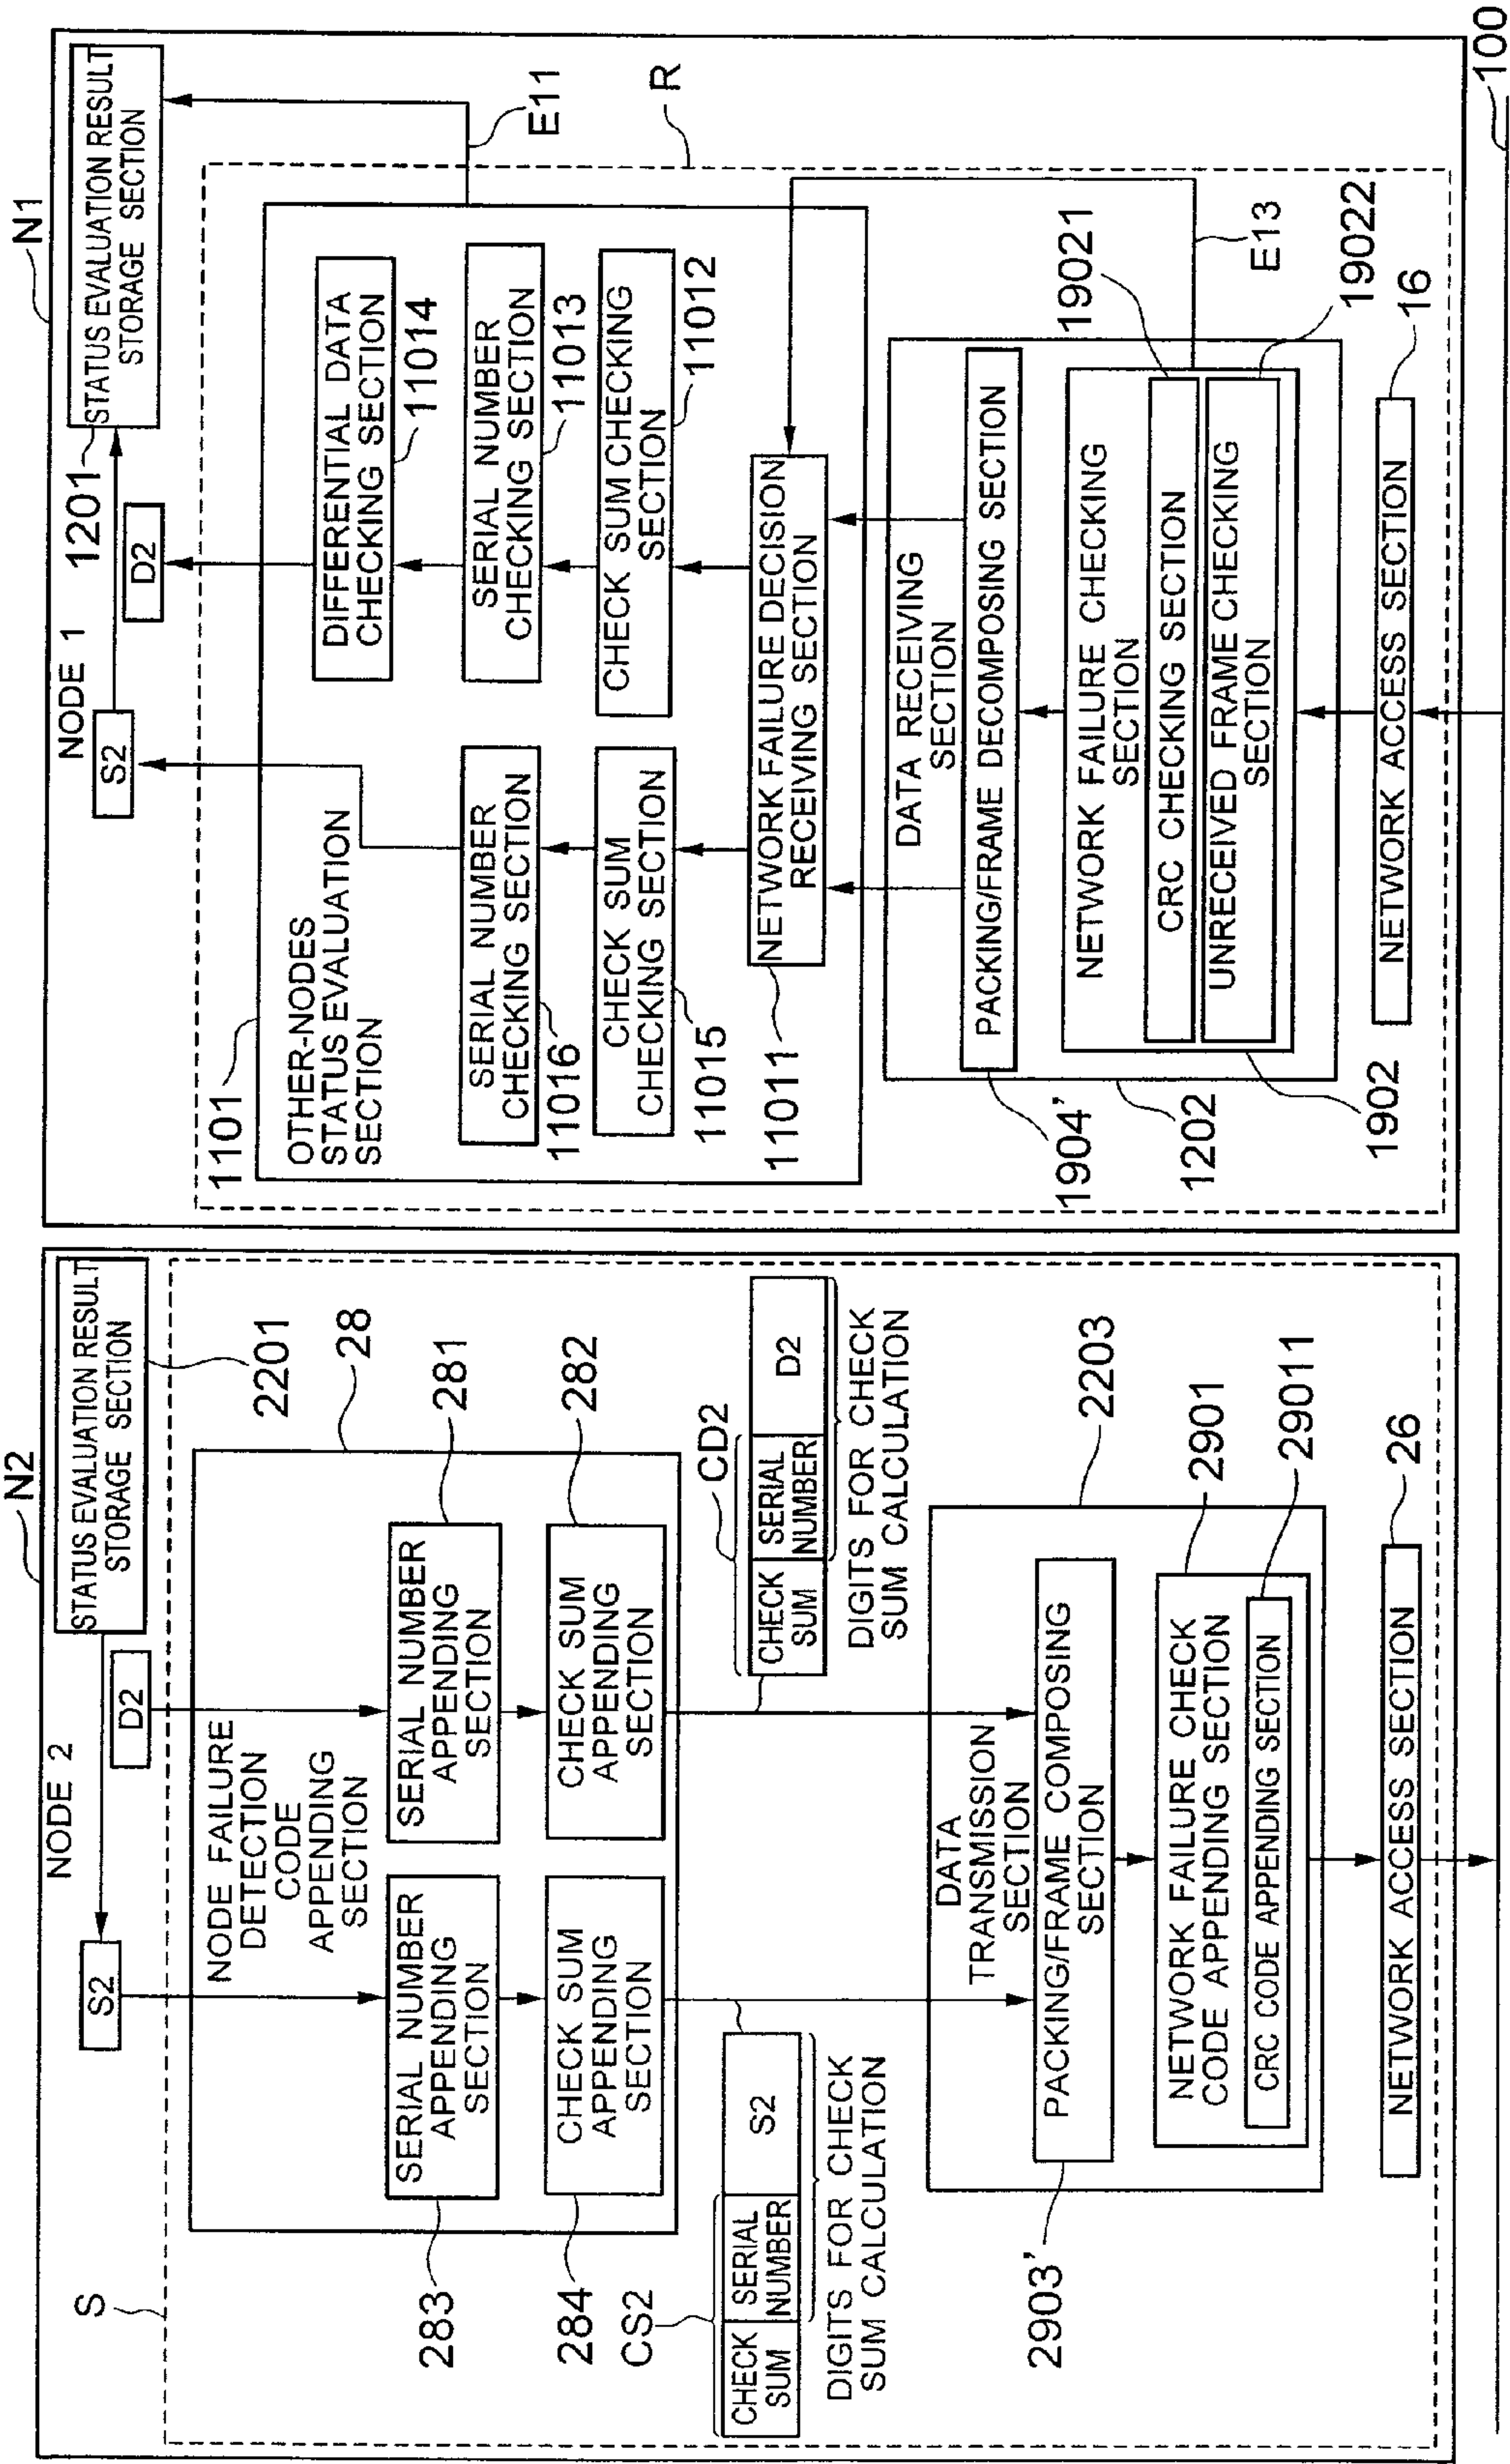 N2
NODE 2
S2
D2
STATUS EVALUATION RESULT
STORAGE SECTION
2201
S
NODE FAILURE
DETECTION
CODE
APPENDING
SECTION
28
SERIAL NUMBER
APPENDING
SECTION
283
SERIAL NUMBER
APPENDING
SECTION
281
CHECK SUM
APPENDING
SECTION
284
CHECK SUM
APPENDING
SECTION
282
CS2
CHECK
SUM
SERIAL
NUMBER
S2
DIGITS FOR CHECK
SUM CALCULATION
CD2
CHECK
SUM
SERIAL
NUMBER
D2
DIGITS FOR CHECK
SUM CALCULATION
DATA
TRANSMISSION
SECTION
2203
PACKING/FRAME COMPOSING
SECTION
2903'
NETWORK FAILURE CHECK
CODE APPENDING SECTION
2901
CRC CODE APPENDING SECTION
29011
NETWORK ACCESS SECTION
26
N1
NODE 1
S2
D2
1201
STATUS EVALUATION RESULT
STORAGE SECTION
E11
R
1101
OTHER-NODES
STATUS EVALUATION
SECTION
DIFFERENTIAL DATA
CHECKING SECTION
11014
SERIAL NUMBER
CHECKING SECTION
11016
SERIAL NUMBER
CHECKING SECTION
11013
CHECK SUM
CHECKING SECTION
11015
CHECK SUM CHECKING
SECTION
11012
NETWORK FAILURE DECISION
RECEIVING SECTION
11011
DATA RECEIVING
SECTION
PACKING/FRAME DECOMPOSING SECTION
1904'
NETWORK FAILURE CHECKING
SECTION
CRC CHECKING SECTION
19021
UNRECEIVED FRAME CHECKING
SECTION
19022
E13
1202
1902
NETWORK ACCESS SECTION
16
100